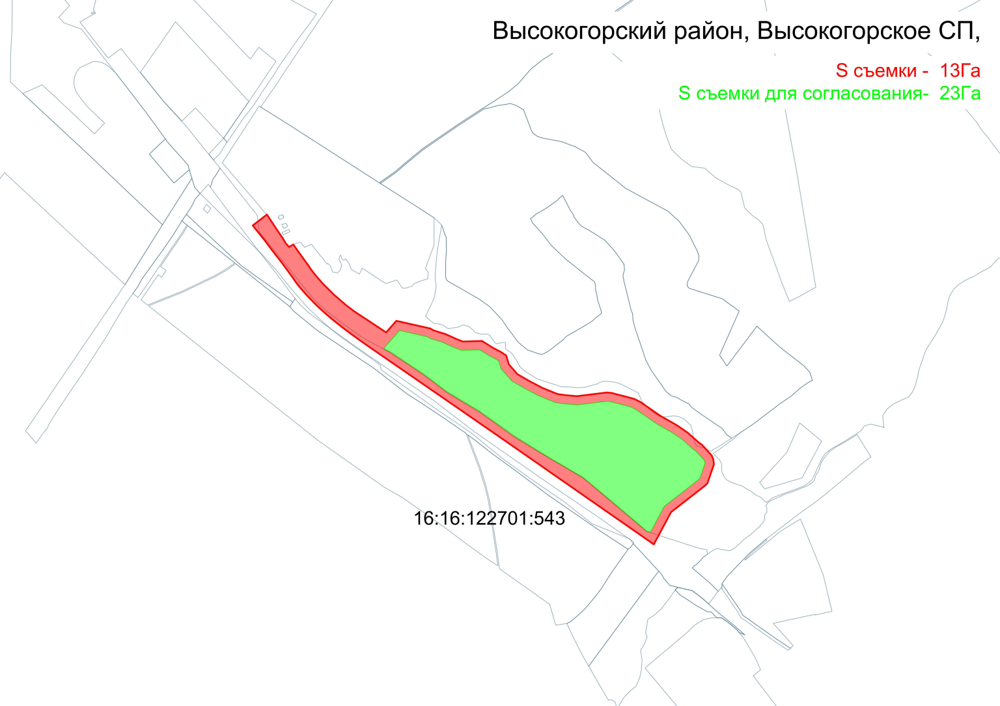 Высокогорский район, Высокогорское СП,
S съемки - 13Га
S съемки для согласования- 23Га
16:16:122701:543